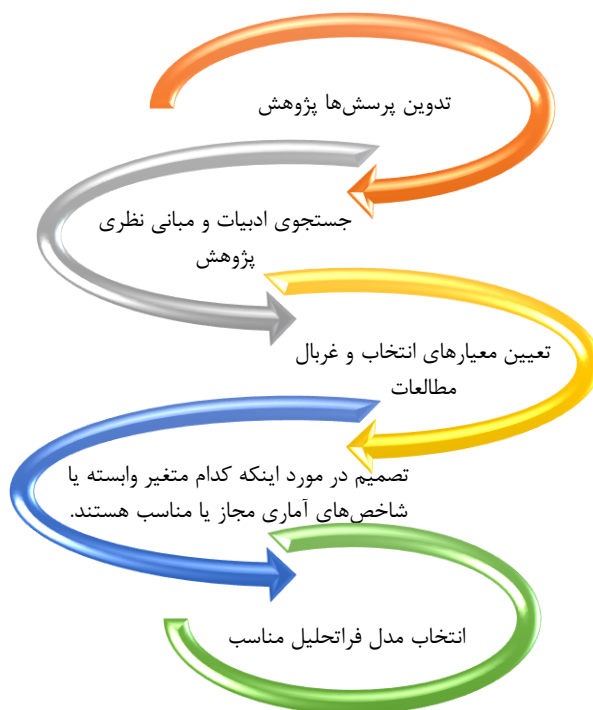 تدوین پرسش‌ها پژوهش
جستجوی ادبیات و مبانی نظری
پژوهش
تعیین معیارهای انتخاب و غربال
مطالعات
تصمیم در مورد اینکه کدام متغیر وابسته یا
شاخص‌های آماری مجاز یا مناسب هستند.
انتخاب مدل فراتحلیل مناسب